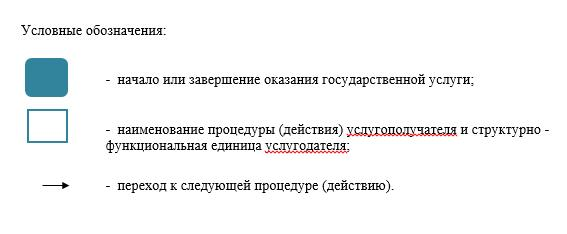 Условные обозначения:
- начало или завершение оказания государственной услуги;
- наименование процедуры (действия) услугополучателя и структурно -
функциональная единица услугодателя;
- переход к следующей процедуре (действию).